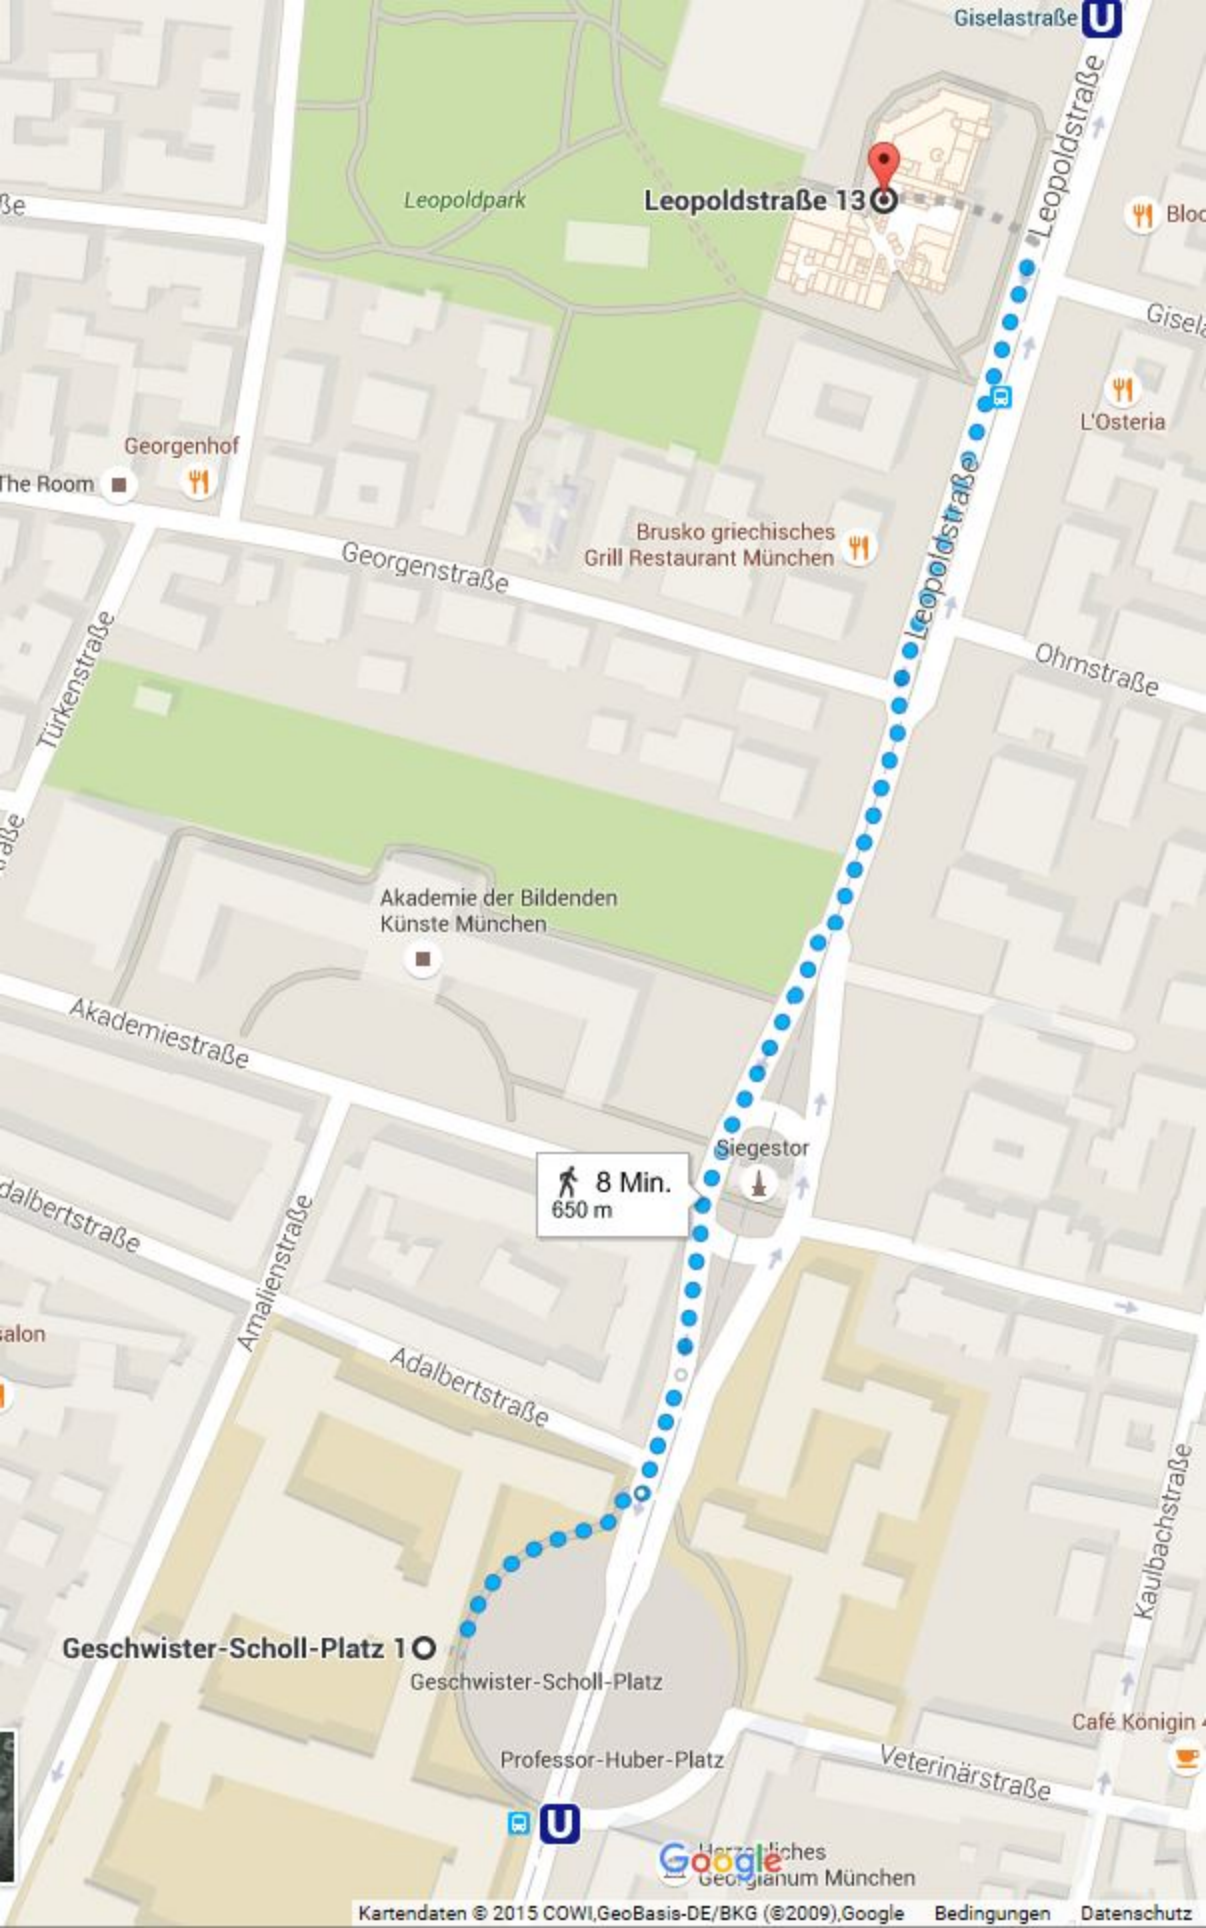 Giselastraße U
Leopoldstraße
Leopoldpark
Leopoldstraße 13
ße
Georgenhof
The Room
L'Osteria
Brusko griechisches
Grill Restaurant München
Georgenstraße
Leopoldstraße
Ohmstraße
Türkenstraße
Akademie der Bildenden
Künste München
Akademiestraße
Siegestor
8 Min.
650 m
dalbertstraße
Amalienstraße
salon
Adalbertstraße
Kaulbachstraße
Geschwister-Scholl-Platz 1
Geschwister-Scholl-Platz
Café Königin
Professor-Huber-Platz
Veterinärstraße
U
Google
Georgianum München
Kartendaten © 2015 COWI,GeoBasis-DE/BKG (©2009),Google Bedingungen Datenschutz